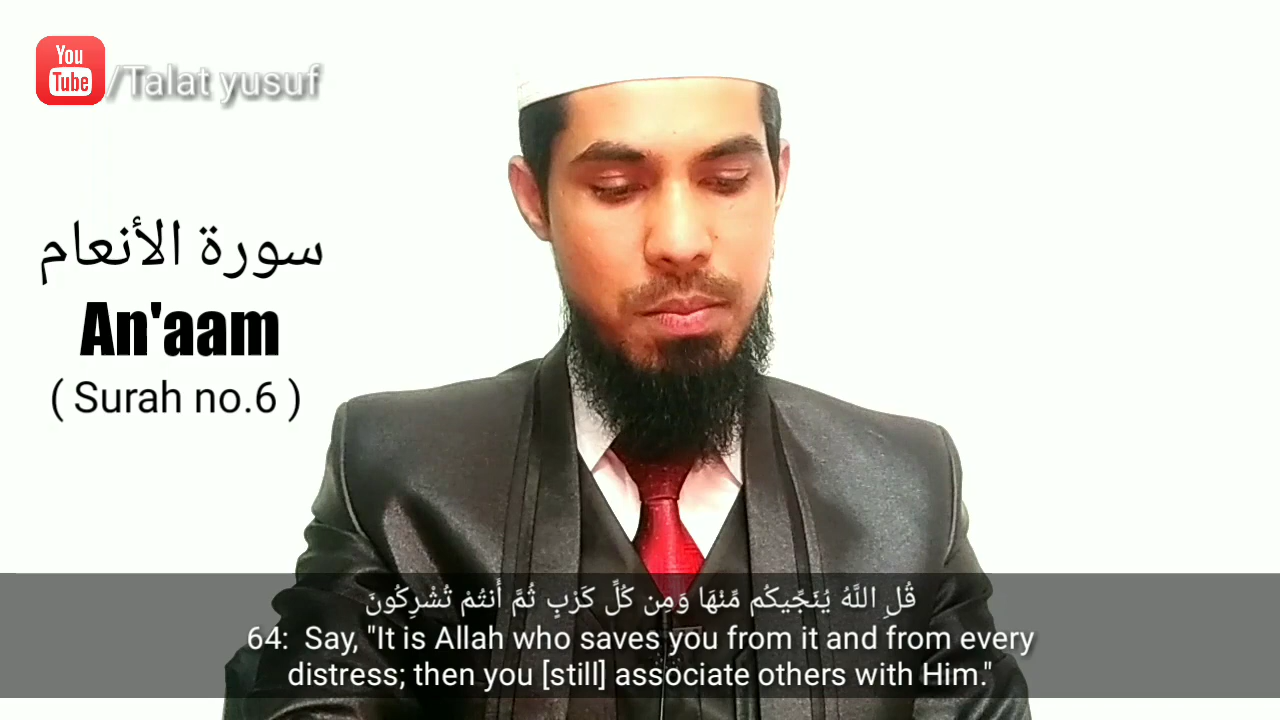 You
Tube
/Talat yusuf
سورة الأنعام
An'aam
( Surah no.6 )
قُلِ اللَّهُ يُنَجِّيكُم مِّنْهَا وَمِن كُلِّ كَرْبٍ ثُمَّ أَنتُمْ تُشْرِكُونَ
64:  Say, "It is Allah who saves you from it and from every
distress; then you [still] associate others with Him."